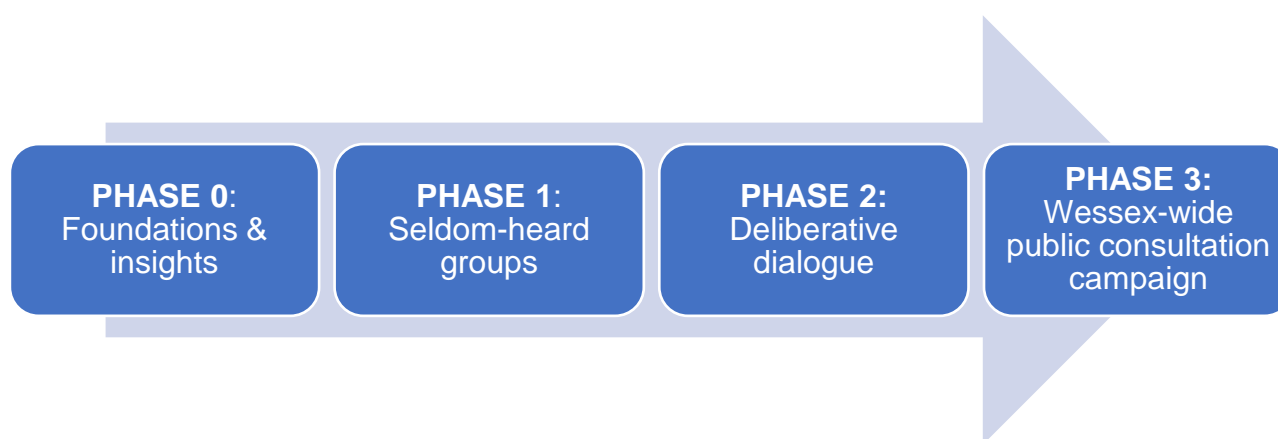 PHASE 0:
Foundations &
insights
PHASE 1:
Seldom-heard
groups
PHASE 2:
Deliberative
dialogue
PHASE 3:
Wessex-wide
public consultation
campaign